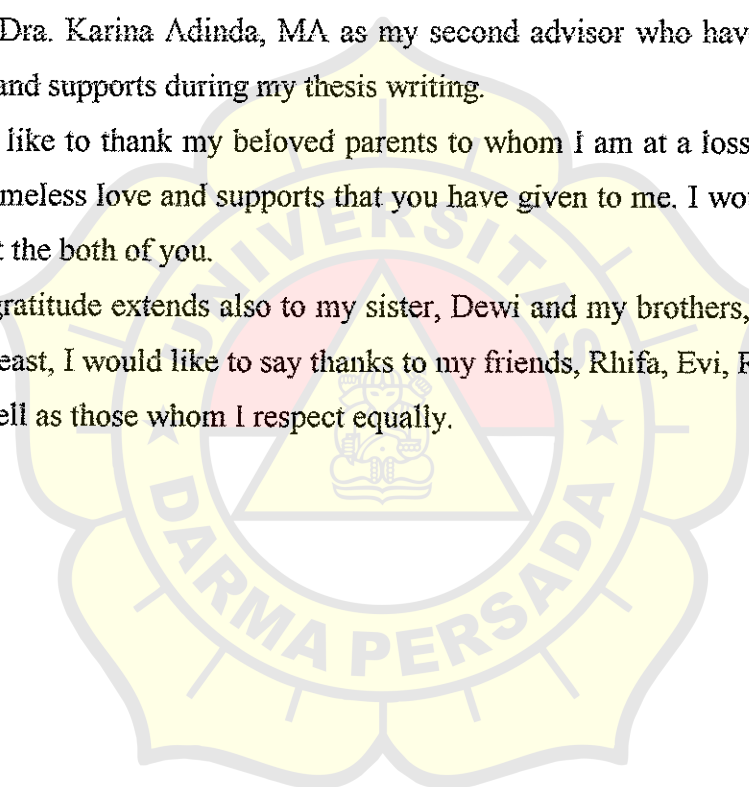 Dra. Karina Adinda, MA as my second advisor who hav
and supports during my thesis writing.
like to thank my beloved parents to whom I am at a loss
meless love and supports that you have given to me. I wou
t the both of you.
gratitude extends also to my sister, Dewi and my brothers,
east, I would like to say thanks to my friends, Rhifa, Evi, F
ell as those whom I respect equally.
UNIVERSITAS
DARMA PERSADA